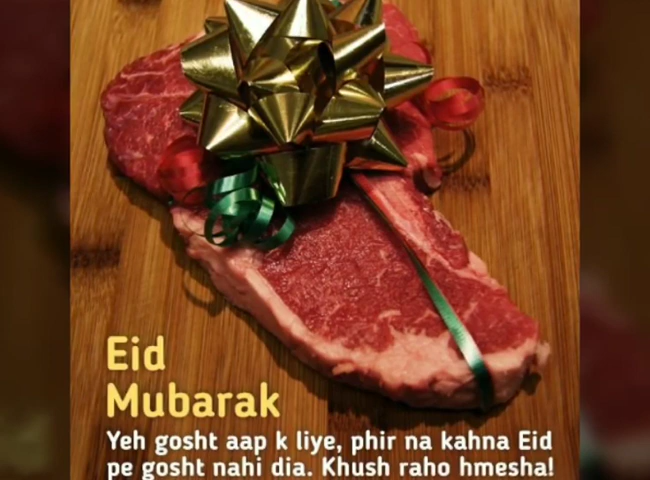 Eid
Mubarak
Yeh gosht aap k liye, phir na kahna Eid
pe gosht nahi dia. Khush raho hmesha!